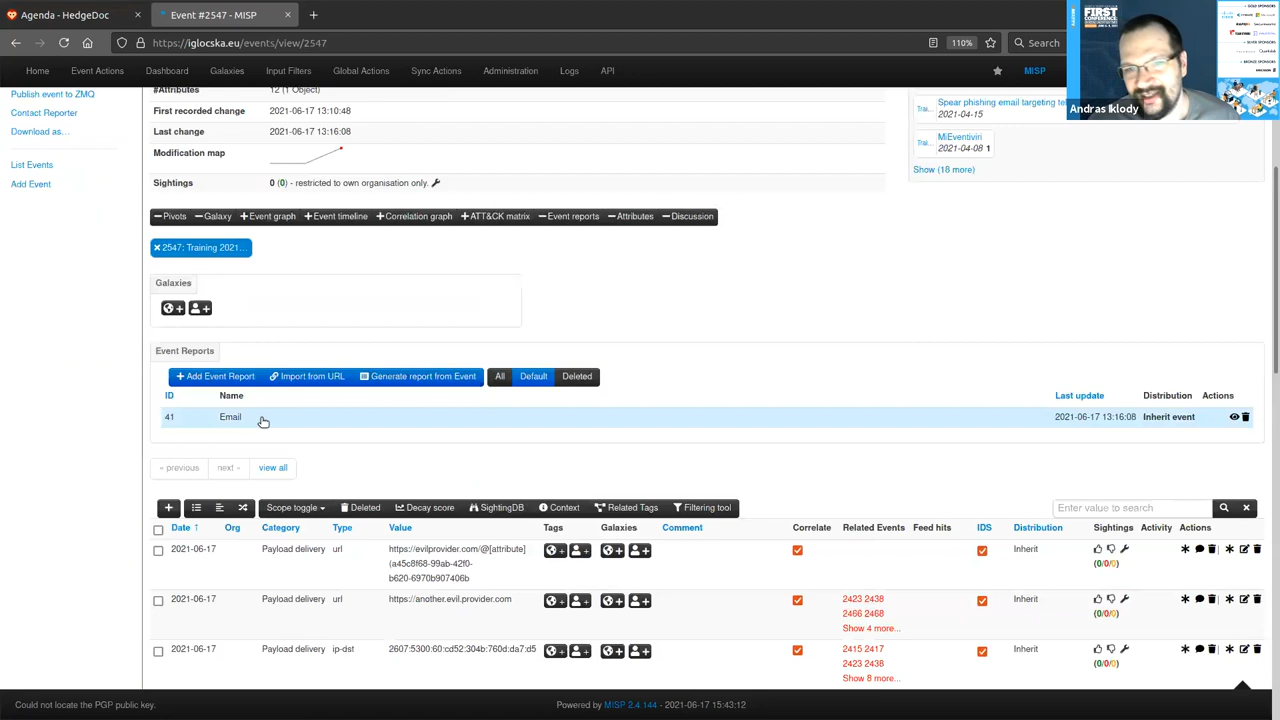 Agenda - HedgeDoc
Event #2547 - MISP
https://iglocska.eu/events/view/2547
110%
Search
Home
Event Actions
Dashboard
Galaxies
Input Filters
Global Actions
Sync Actions
Administration
Logs
API
MISP
FIRST
CONFERENCE
Andras Iklody
Publish event to ZMQ
Contact Reporter
Download as...
List Events
Add Event
#Attributes
12 (1 Object)
First recorded change
2021-06-17 13:10:48
Last change
2021-06-17 13:16:08
Modification map
Sightings
0 (0) - restricted to own organisation only.
Trai...
Spear phishing email targeting te
2021-04-15
Trai...
MiEventiviri
2021-04-08 1
Show (18 more)
Pivots
Galaxy
Event graph
Event timeline
Correlation graph
ATT&CK matrix
Event reports
Attributes
Discussion
2547: Training 2021...
Galaxies
Event Reports
Add Event Report
Import from URL
Generate report from Event
All
Default
Deleted
ID Name Last update Distribution Actions
41 Email 2021-06-17 13:16:08 Inherit event
« previous
next »
view all
Scope toggle
Deleted
Decay score
SightingDB
Context
Related Tags
Filtering tool
Enter value to search
Date ↑ Org Category Type Value Tags Galaxies Comment Correlate Related Events Feed hits IDS Distribution Sightings Activity Actions
2021-06-17 Payload delivery url https://evilprovider.com/@[attribute] Inherit
(a45c8f68-99ab-42f0-
(0/0/0)
b620-6970b907406b
2021-06-17 Payload delivery url https://another.evil.provider.com 2423 2438 Inherit
2466 2468 (0/0/0)
Show 4 more...
2021-06-17 Payload delivery ip-dst 2607:5300:60:cd52:304b:760d:da7:d5 2415 2417 Inherit
2423 2438 (0/0/0)
Show 8 more...
Could not locate the PGP public key.
Powered by MISP 2.4.144 - 2021-06-17 15:43:12